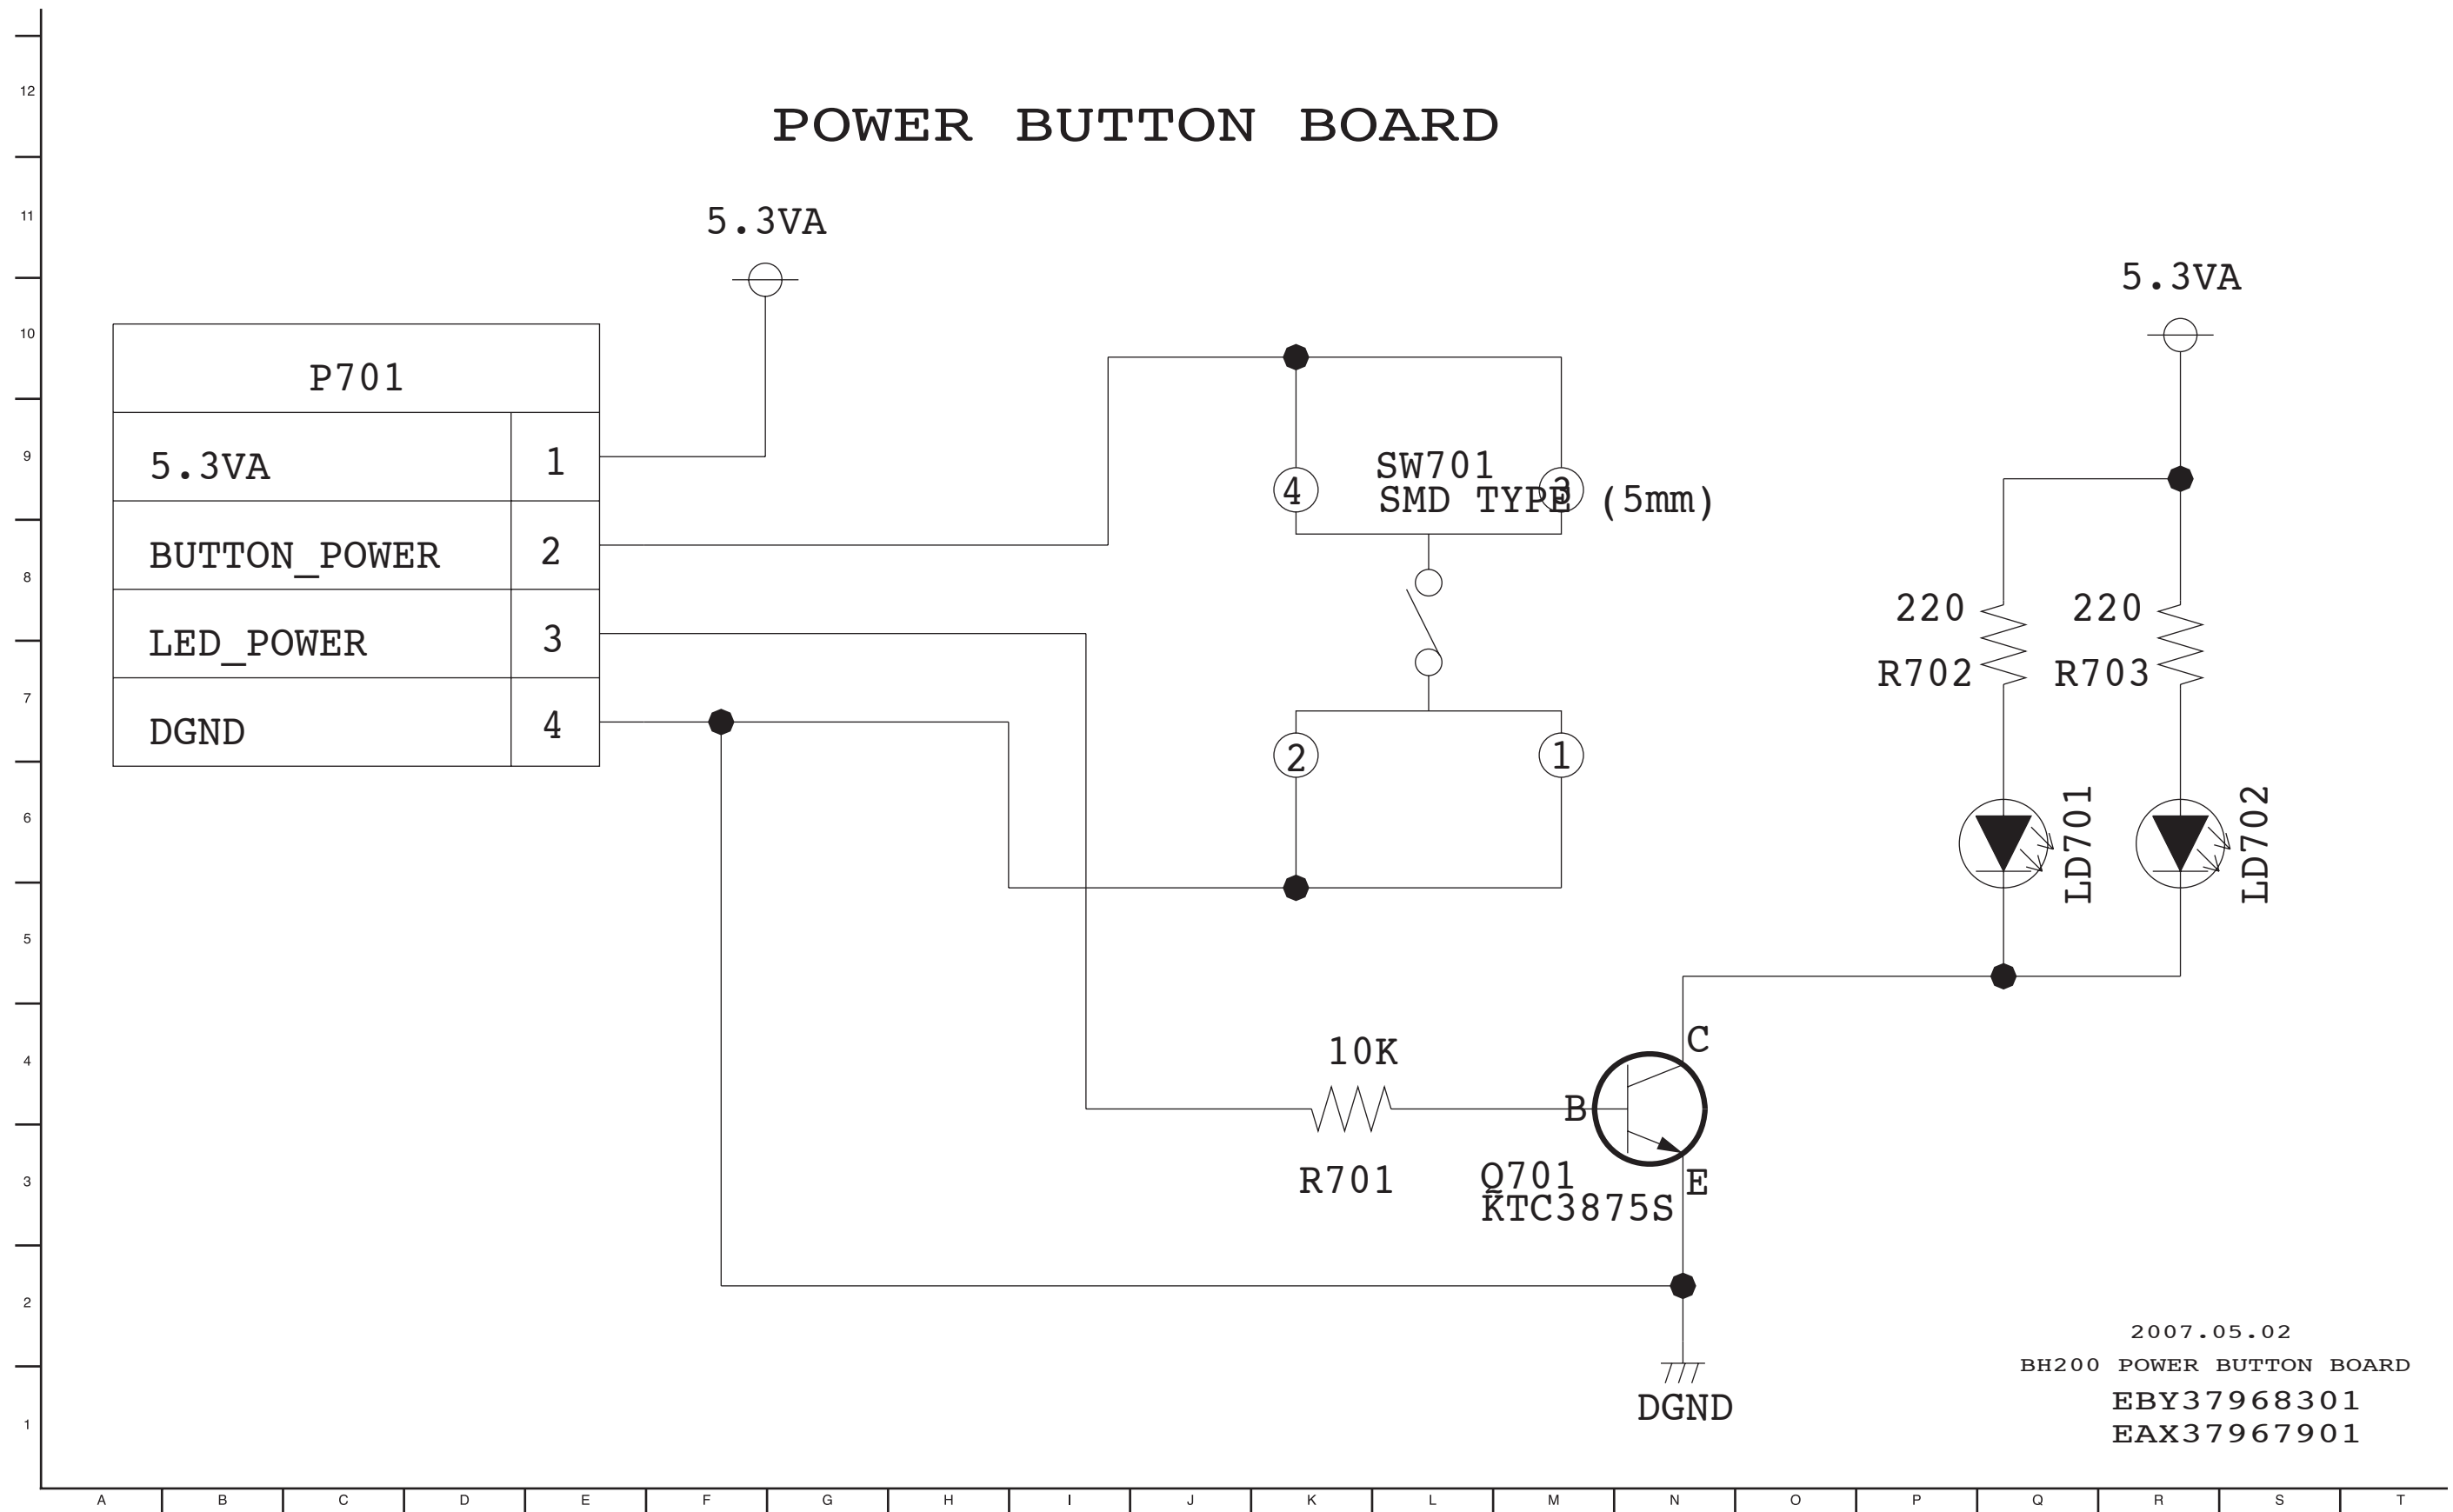 POWER BUTTON BOARD
5.3VA
5.3VA
P701
5.3VA 1
BUTTON_POWER 2
LED_POWER 3
DGND 4
SW701
SMD TYPE (5mm)
4
3
2
1
220
R702
220
R703
LD701
LD702
10K
R701
B
C
E
Q701
KTC3875S
DGND
2007.05.02
BH200 POWER BUTTON BOARD
EBY37968301
EAX37967901
12
11
10
9
8
7
6
5
4
3
2
1
A B C D E F G H I J K L M N O P Q R S T